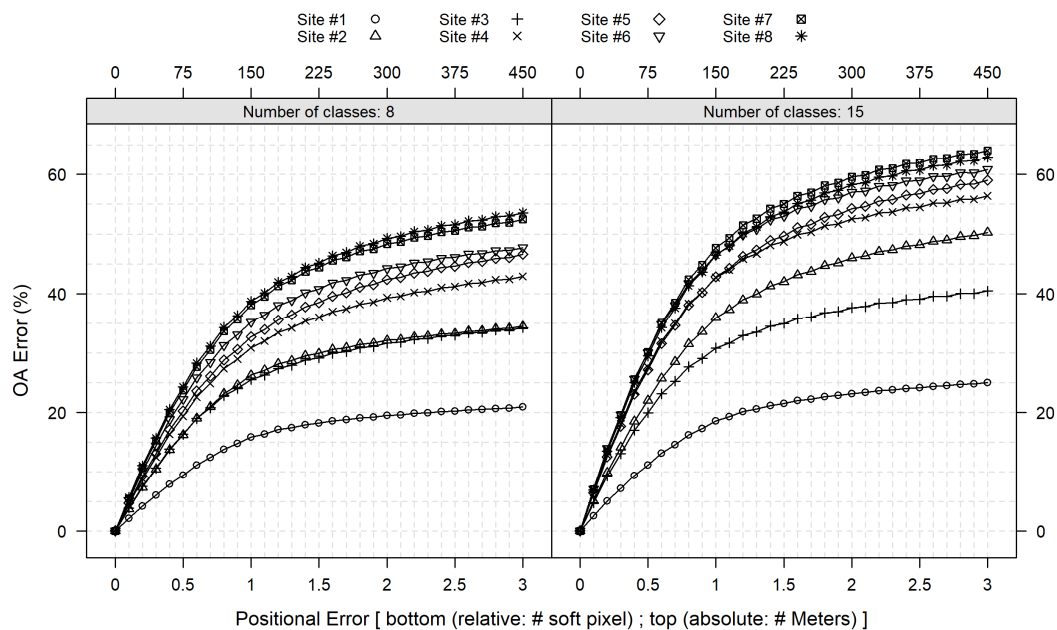 Site #1 Site #3 Site #5 Site #7
Site #2 Site #4 Site #6 Site #8
0 75 150 225 300 375 450 0 75 150 225 300 375 450
Number of classes: 8 Number of classes: 15
60 60
40 40
20 20
0 0
OA Error (%)
0 0.5 1.0 1.5 2.0 2.5 3 0 0.5 1.0 1.5 2.0 2.5 3
Positional Error [ bottom (relative: # soft pixel) ; top (absolute: # Meters) ]